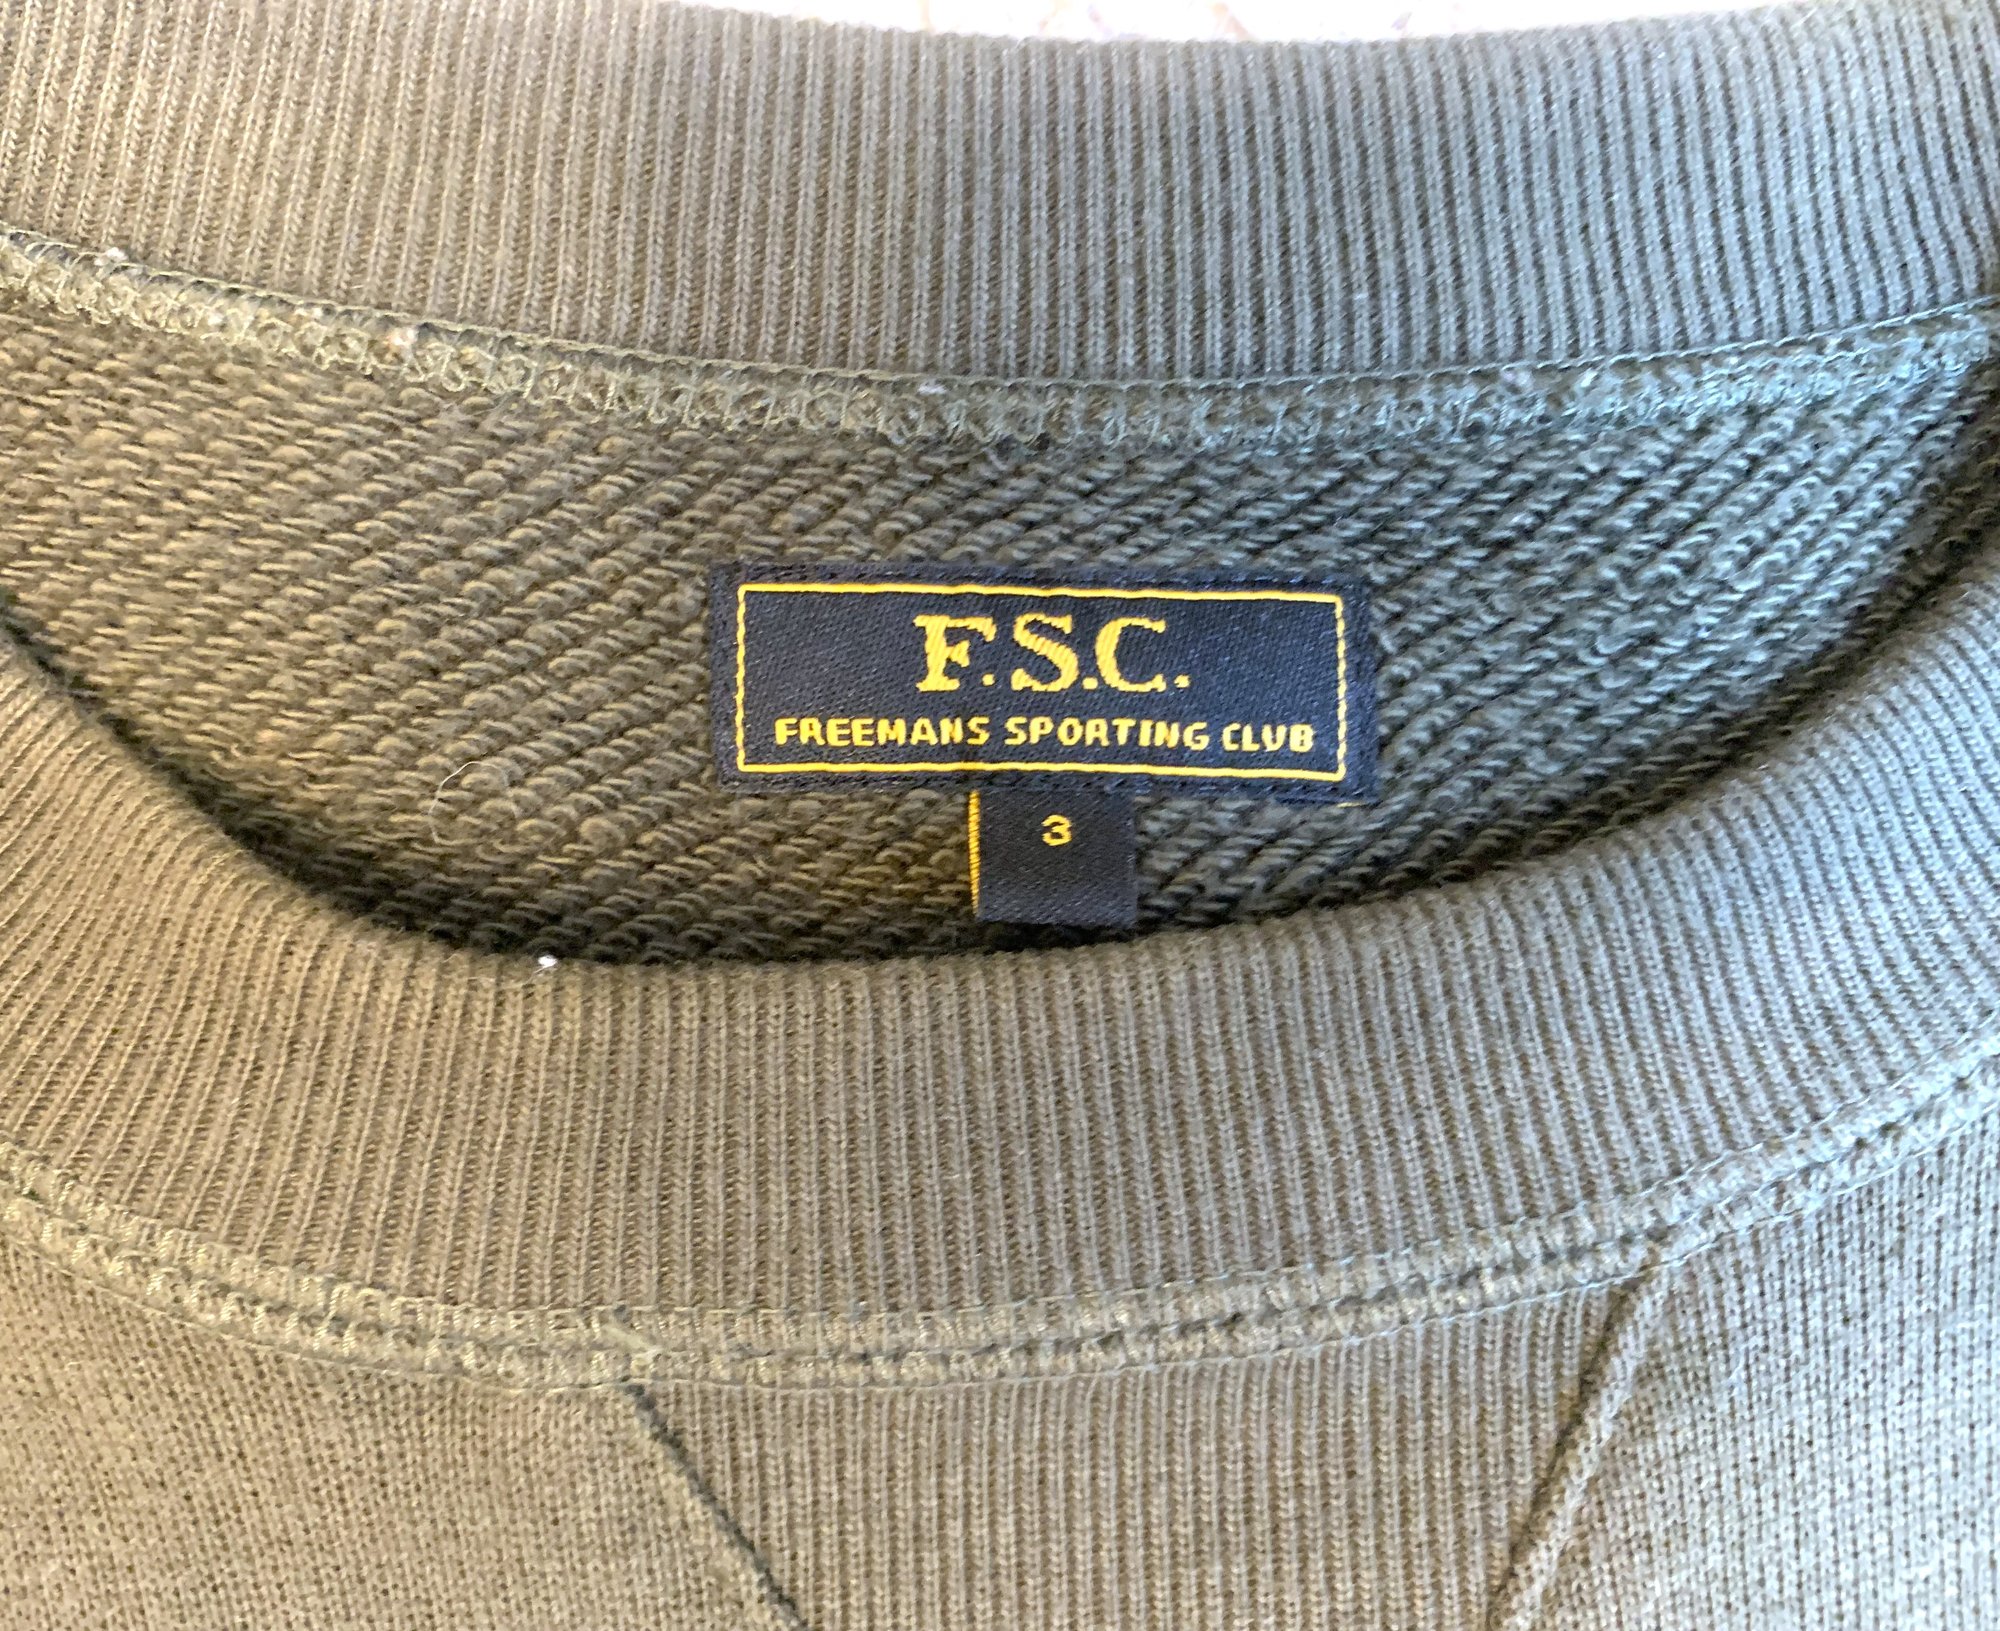 F.S.C.
FREEMANS SPORTING CLUB
3